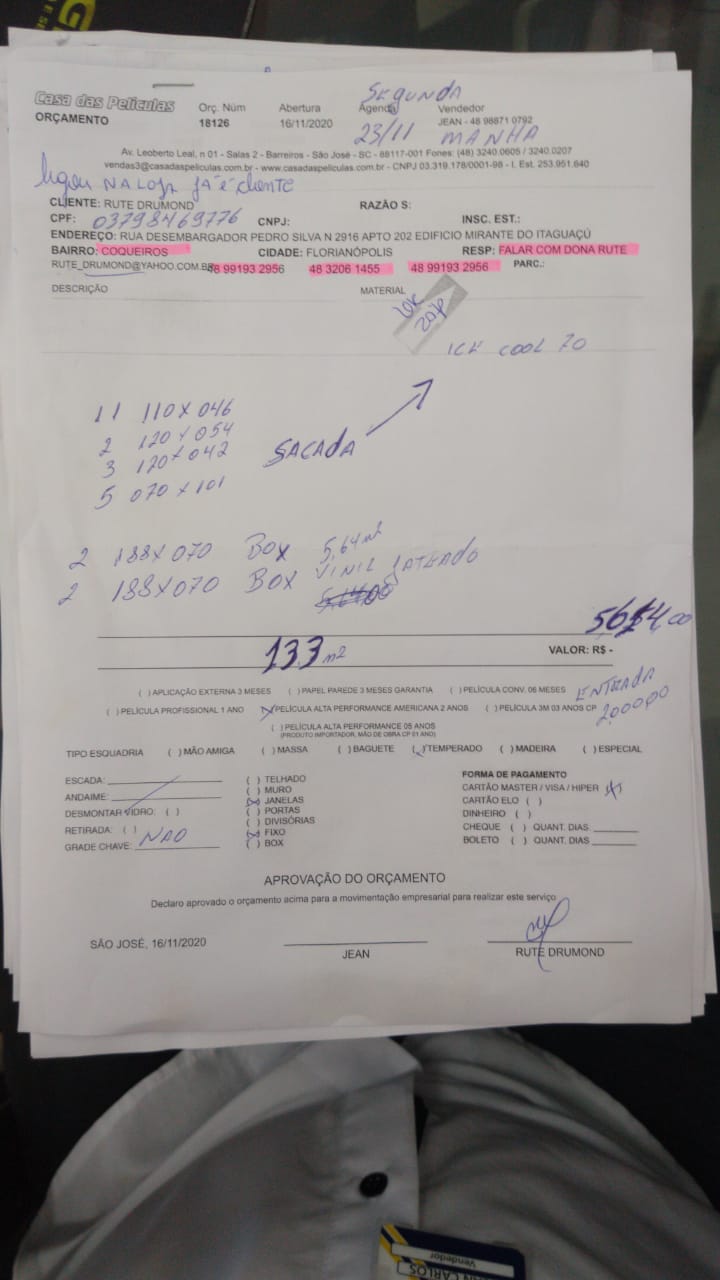 Casa das Películas
ORÇAMENTO
Orç. Núm
18126
Abertura
16/11/2020
SEGUNDA
Agenda
23/11 MANHA
Vendedor
JEAN - 48 98871 0792
Av. Leoberto Leal, n 01 - Salas 2 - Barreiros - São José - SC - 88117-001 Fones: (48) 3240.0605 / 3240.0207
vendas3@casadaspeliculas.com.br - www.casadaspeliculas.com.br - CNPJ 03.319.178/0001-98 - I. Est. 253.951.640
ligou NA LOJA JÁ é cliente
CLIENTE: RUTE DRUMOND RAZÃO S:
CPF: 03798469776 CNPJ: INSC. EST.:
ENDEREÇO: RUA DESEMBARGADOR PEDRO SILVA N 2916 APTO 202 EDIFICIO MIRANTE DO ITAGUAÇÚ
BAIRRO: COQUEIROS CIDADE: FLORIANÓPOLIS RESP: FALAR COM DONA RUTE
RUTE_DRUMOND@YAHOO.COM.BR 48 99193 2956 48 3206 1455 48 99193 2956 PARC.:
DESCRIÇÃO MATERIAL
ICE COOL 70
11 110x046
2 120x054
3 120x042
5 070x101
SACADA
2 188x070 BOX 5,64 m²
2 188x070 BOX VINIL JATEADO
13.3 m² VALOR: R$ -
( ) APLICAÇÃO EXTERNA 3 MESES ( ) PAPEL PAREDE 3 MESES GARANTIA ( ) PELÍCULA CONV. 06 MESES
ENTRADA
( ) PELÍCULA PROFISSIONAL 1 ANO (X) PELÍCULA ALTA PERFORMANCE AMERICANA 2 ANOS ( ) PELÍCULA 3M 03 ANOS CP
( ) PELÍCULA ALTA PERFORMANCE 05 ANOS
(PRODUTO IMPORTADOR, MÃO DE OBRA CP 01 ANO)
TIPO ESQUADRIA ( ) MÃO AMIGA ( ) MASSA ( ) BAGUETE ( ) TEMPERADO ( ) MADEIRA ( ) ESPECIAL
ESCADA:
ANDAIME:
DESMONTAR VIDRO: ( )
RETIRADA: ( )
GRADE CHAVE: NAO
( ) TELHADO
( ) MURO
(X) JANELAS
( ) PORTAS
( ) DIVISÓRIAS
(X) FIXO
( ) BOX
FORMA DE PAGAMENTO
CARTÃO MASTER / VISA / HIPER (X)
CARTÃO ELO ( )
DINHEIRO ( )
CHEQUE ( ) QUANT. DIAS
BOLETO ( ) QUANT. DIAS
APROVAÇÃO DO ORÇAMENTO
Declaro aprovado o orçamento acima para a movimentação empresarial para realizar este serviço
SÃO JOSÉ, 16/11/2020
JEAN
RUTE DRUMOND
Vendedor